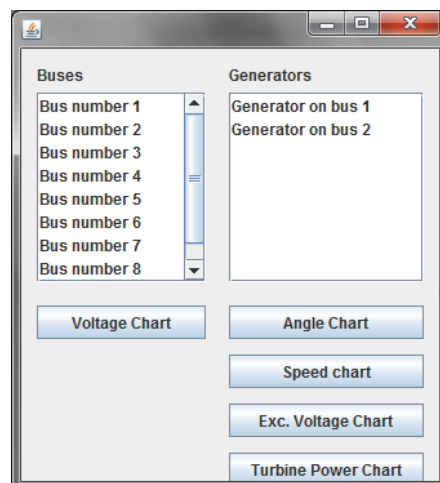 Buses
Bus number 1
Bus number 2
Bus number 3
Bus number 4
Bus number 5
Bus number 6
Bus number 7
Bus number 8
Voltage Chart
Generators
Generator on bus 1
Generator on bus 2
Angle Chart
Speed chart
Exc. Voltage Chart
Turbine Power Chart